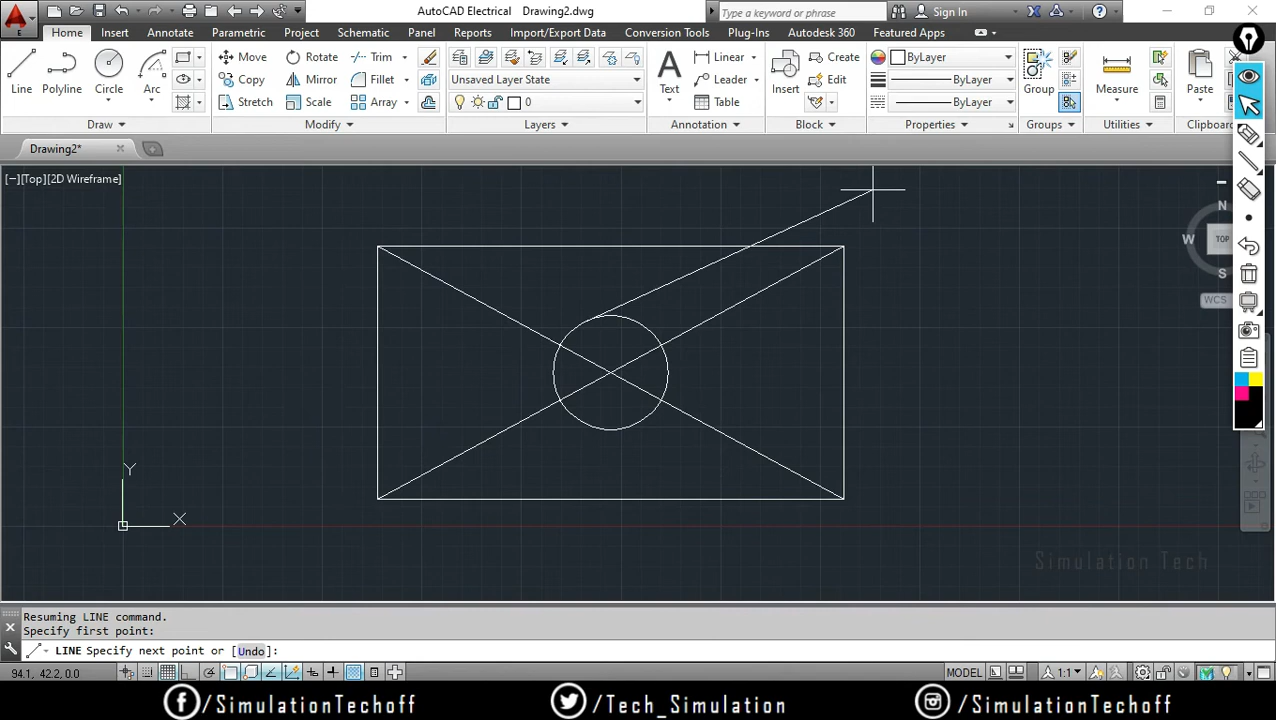 AutoCAD Electrical Drawing2.dwg Type a keyword or phrase Sign In
Home Insert Annotate Parametric Project Schematic Panel Reports Import/Export Data Conversion Tools Plug-Ins Autodesk 360 Featured Apps
E
Move Rotate Trim Unsaved Layer State Linear Create ByLayer
Line Polyline Circle Arc Copy Mirror Fillet Text Leader Insert Edit ByLayer Group Measure Paste
Stretch Scale Array 0 Table ByLayer
Draw Modify Layers Annotation Block Properties Groups Utilities Clipboard
Drawing2*
[−][Top][2D Wireframe]
N
W TOP
S
WCS
Y
X
Simulation Tech
Resuming LINE command.
Specify first point:
LINE Specify next point or [Undo]:
94.1, 42.2, 0.0 MODEL 1:1
/SimulationTechoff /Tech_Simulation /SimulationTechoff